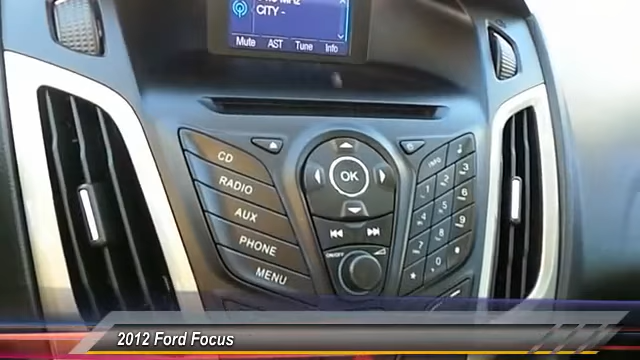 CITY -
Mute AST Tune Info
CD
RADIO
AUX
PHONE
MENU
OK
INFO
1 2 3
4 5 6
7 8 9
* 0 #
ON/OFF
2012 Ford Focus